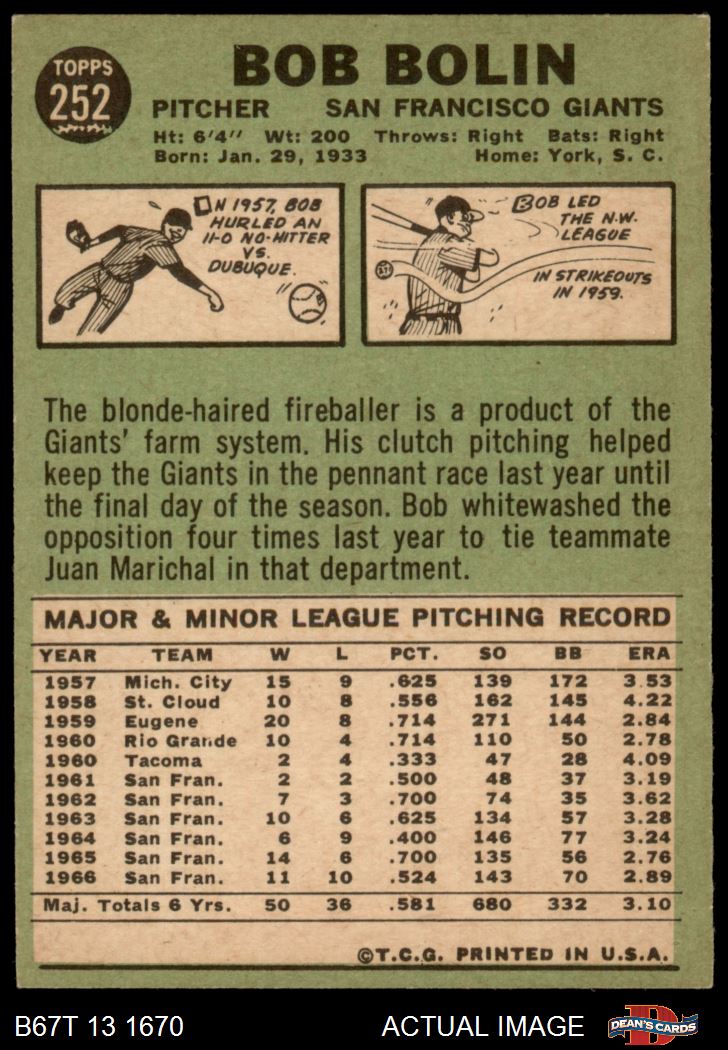 TOPPS
252
BOB BOLIN
PITCHER SAN FRANCISCO GIANTS
Ht: 6'4" Wt: 200 Throws: Right Bats: Right
Born: Jan. 29, 1933 Home: York, S. C.
IN 1957, BOB
HURLED AN
11-0 NO-HITTER
VS.
DUBUQUE.
BOB LED
THE N.W.
LEAGUE
IN STRIKEOUTS
IN 1959.
The blonde-haired fireballer is a product of the
Giants' farm system. His clutch pitching helped
keep the Giants in the pennant race last year until
the final day of the season. Bob whitewashed the
opposition four times last year to tie teammate
Juan Marichal in that department.
MAJOR & MINOR LEAGUE PITCHING RECORD
YEAR TEAM W L PCT. SO BB ERA
1957 Mich. City 15 9 .625 139 172 3.53
1958 St. Cloud 10 8 .556 162 145 4.22
1959 Eugene 20 8 .714 271 144 2.84
1960 Rio Grande 10 4 .714 110 50 2.78
1960 Tacoma 2 4 .333 47 28 4.09
1961 San Fran. 2 2 .500 48 37 3.19
1962 San Fran. 7 3 .700 74 35 3.62
1963 San Fran. 10 6 .625 134 57 3.28
1964 San Fran. 6 9 .400 146 77 3.24
1965 San Fran. 14 6 .700 135 56 2.76
1966 San Fran. 11 10 .524 143 70 2.89
Maj. Totals 6 Yrs. 50 36 .581 680 332 3.10
©T.C.G. PRINTED IN U.S.A.
B67T 13 1670 ACTUAL IMAGE DEAN'S CARDS